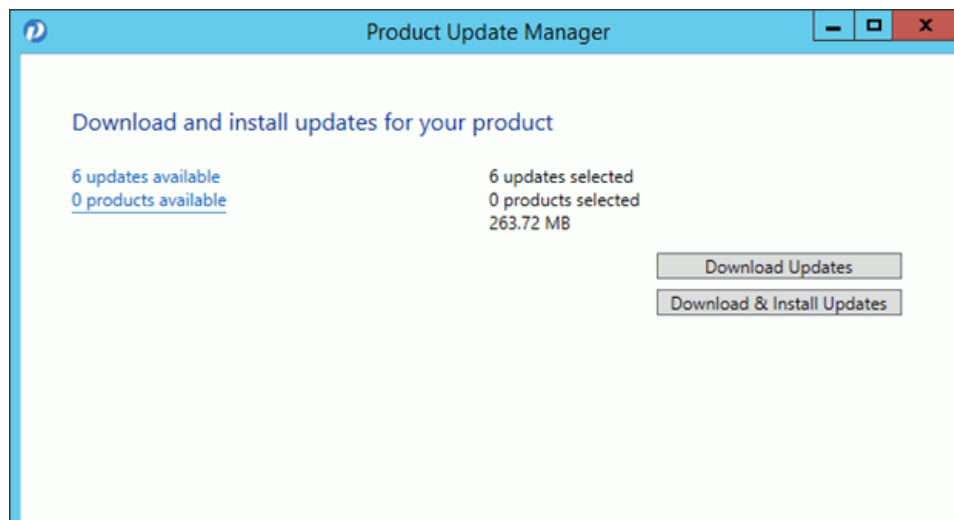 Product Update Manager
Download and install updates for your product
6 updates available
0 products available
6 updates selected
0 products selected
263.72 MB
Download Updates
Download & Install Updates